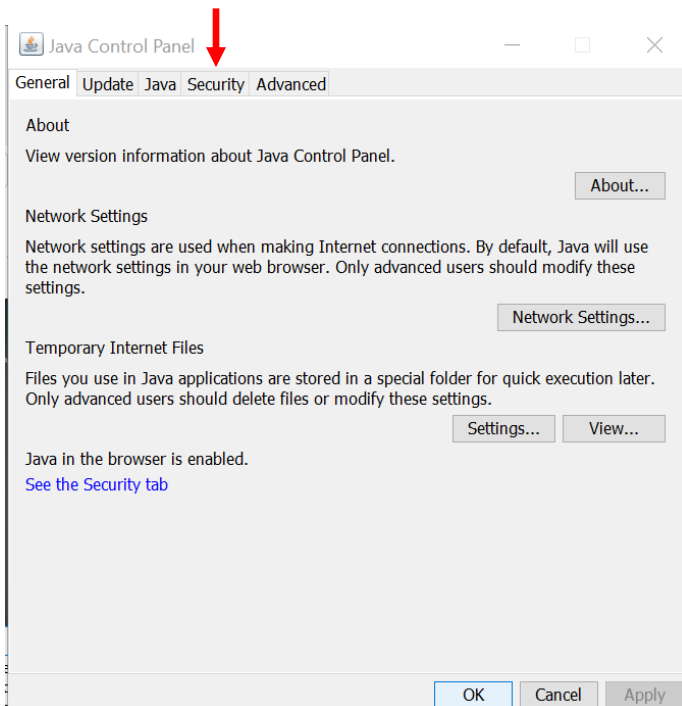 Java Control Panel
General Update Java Security Advanced
About
View version information about Java Control Panel.
About...
Network Settings
Network settings are used when making Internet connections. By default, Java will use
the network settings in your web browser. Only advanced users should modify these
settings.
Network Settings...
Temporary Internet Files
Files you use in Java applications are stored in a special folder for quick execution later.
Only advanced users should delete files or modify these settings.
Settings... View...
Java in the browser is enabled.
See the Security tab
OK Cancel Apply